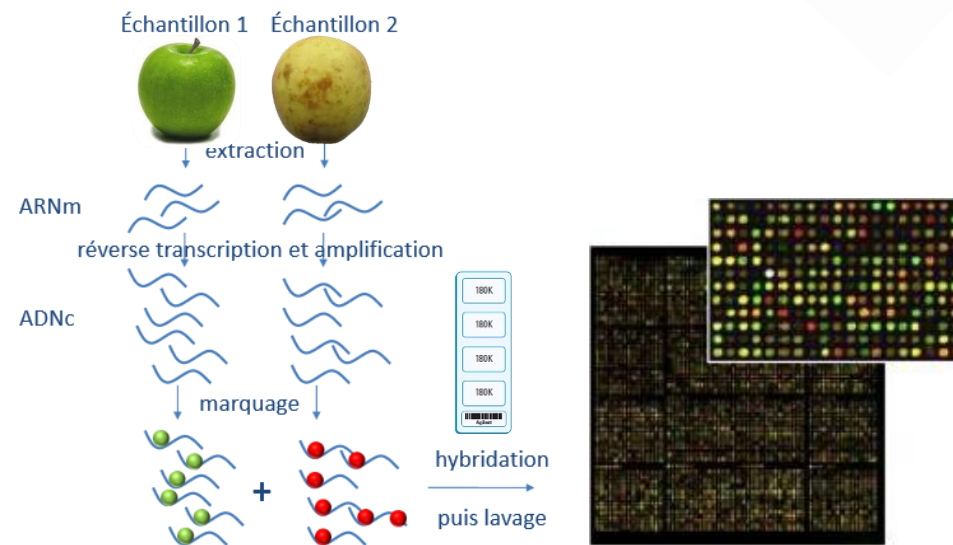 Échantillon 1
Échantillon 2
extraction
ARNm
réverse transcription et amplification
ADNc
180K
180K
180K
180K
Agilent
marquage
+
hybridation
puis lavage